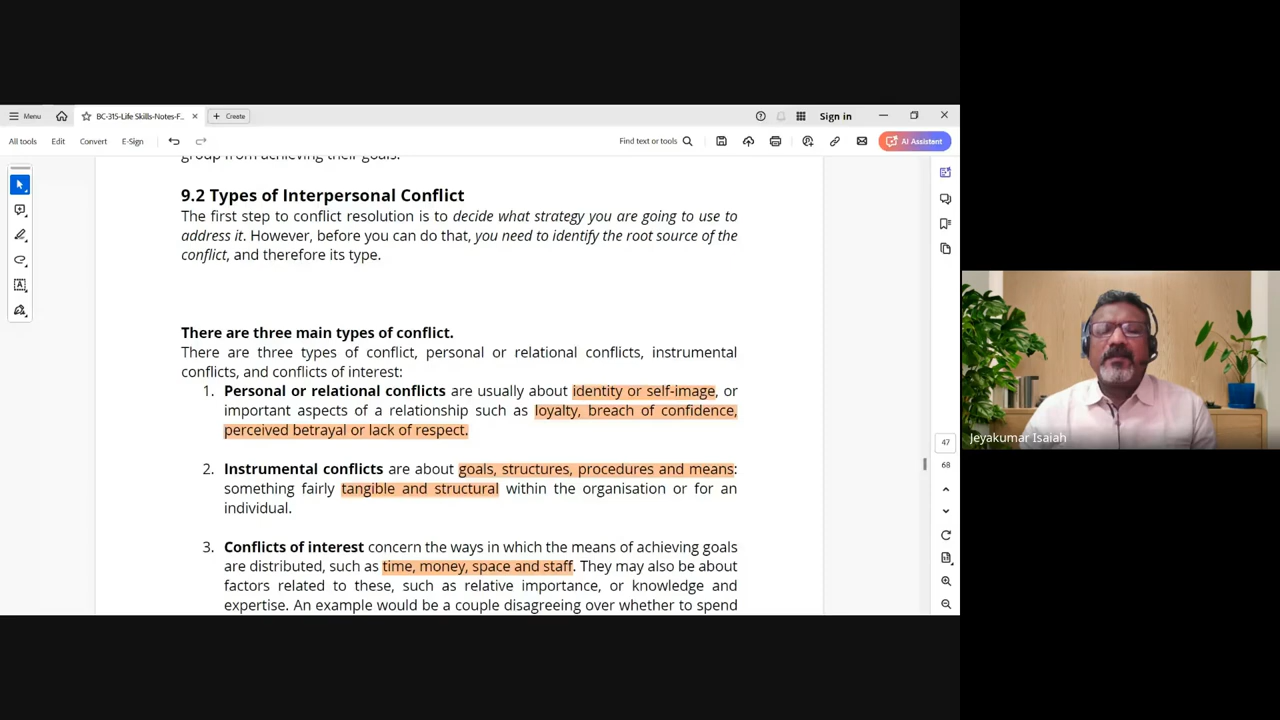 Menu
BC-315-Life Skills-Notes-F...
Create
Sign in
All tools
Edit
Convert
E-Sign
Find text or tools
AI Assistant
group from achieving their goals.
9.2 Types of Interpersonal Conflict
The first step to conflict resolution is to decide what strategy you are going to use to
address it. However, before you can do that, you need to identify the root source of the
conflict, and therefore its type.
There are three main types of conflict.
There are three types of conflict, personal or relational conflicts, instrumental
conflicts, and conflicts of interest:
1. Personal or relational conflicts are usually about identity or self-image, or
important aspects of a relationship such as loyalty, breach of confidence,
perceived betrayal or lack of respect.
2. Instrumental conflicts are about goals, structures, procedures and means:
something fairly tangible and structural within the organisation or for an
individual.
3. Conflicts of interest concern the ways in which the means of achieving goals
are distributed, such as time, money, space and staff. They may also be about
factors related to these, such as relative importance, or knowledge and
expertise. An example would be a couple disagreeing over whether to spend
47
68
Jeyakumar Isaiah